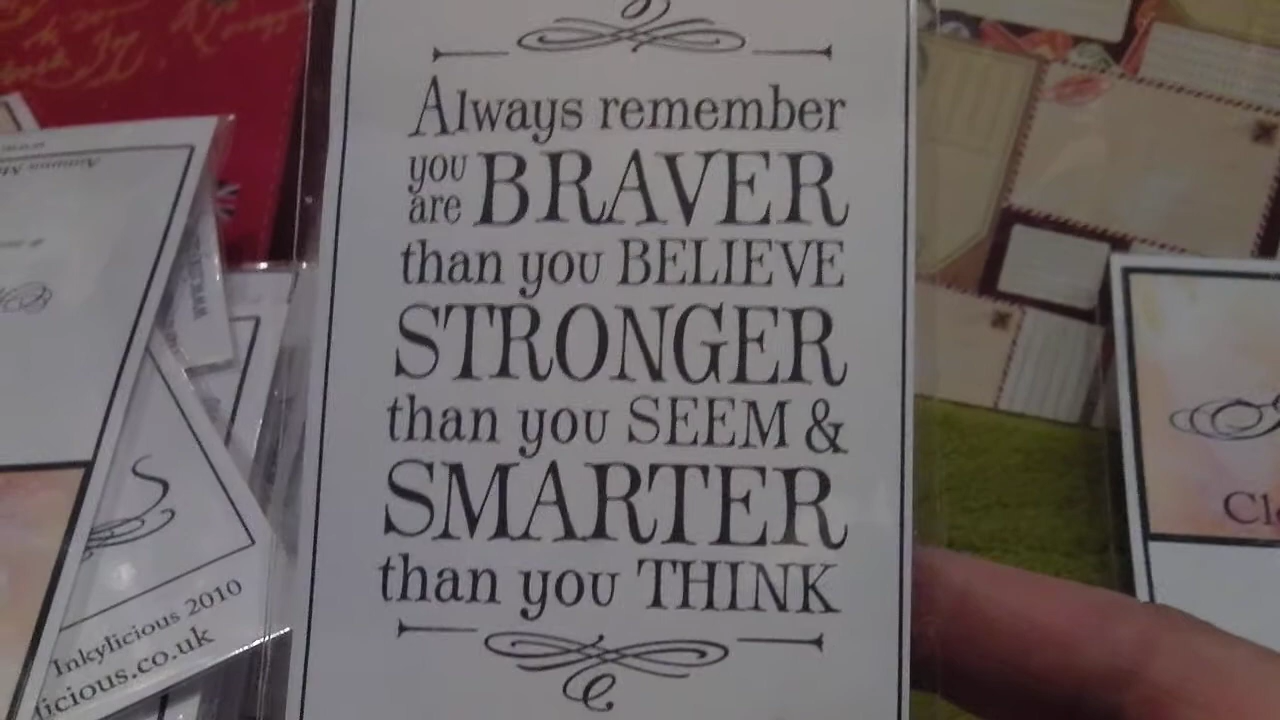 Always remember
you are BRAVER
than you BELIEVE
STRONGER
than you SEEM &
SMARTER
than you THINK
Inkylicious 2010
licious.co.uk